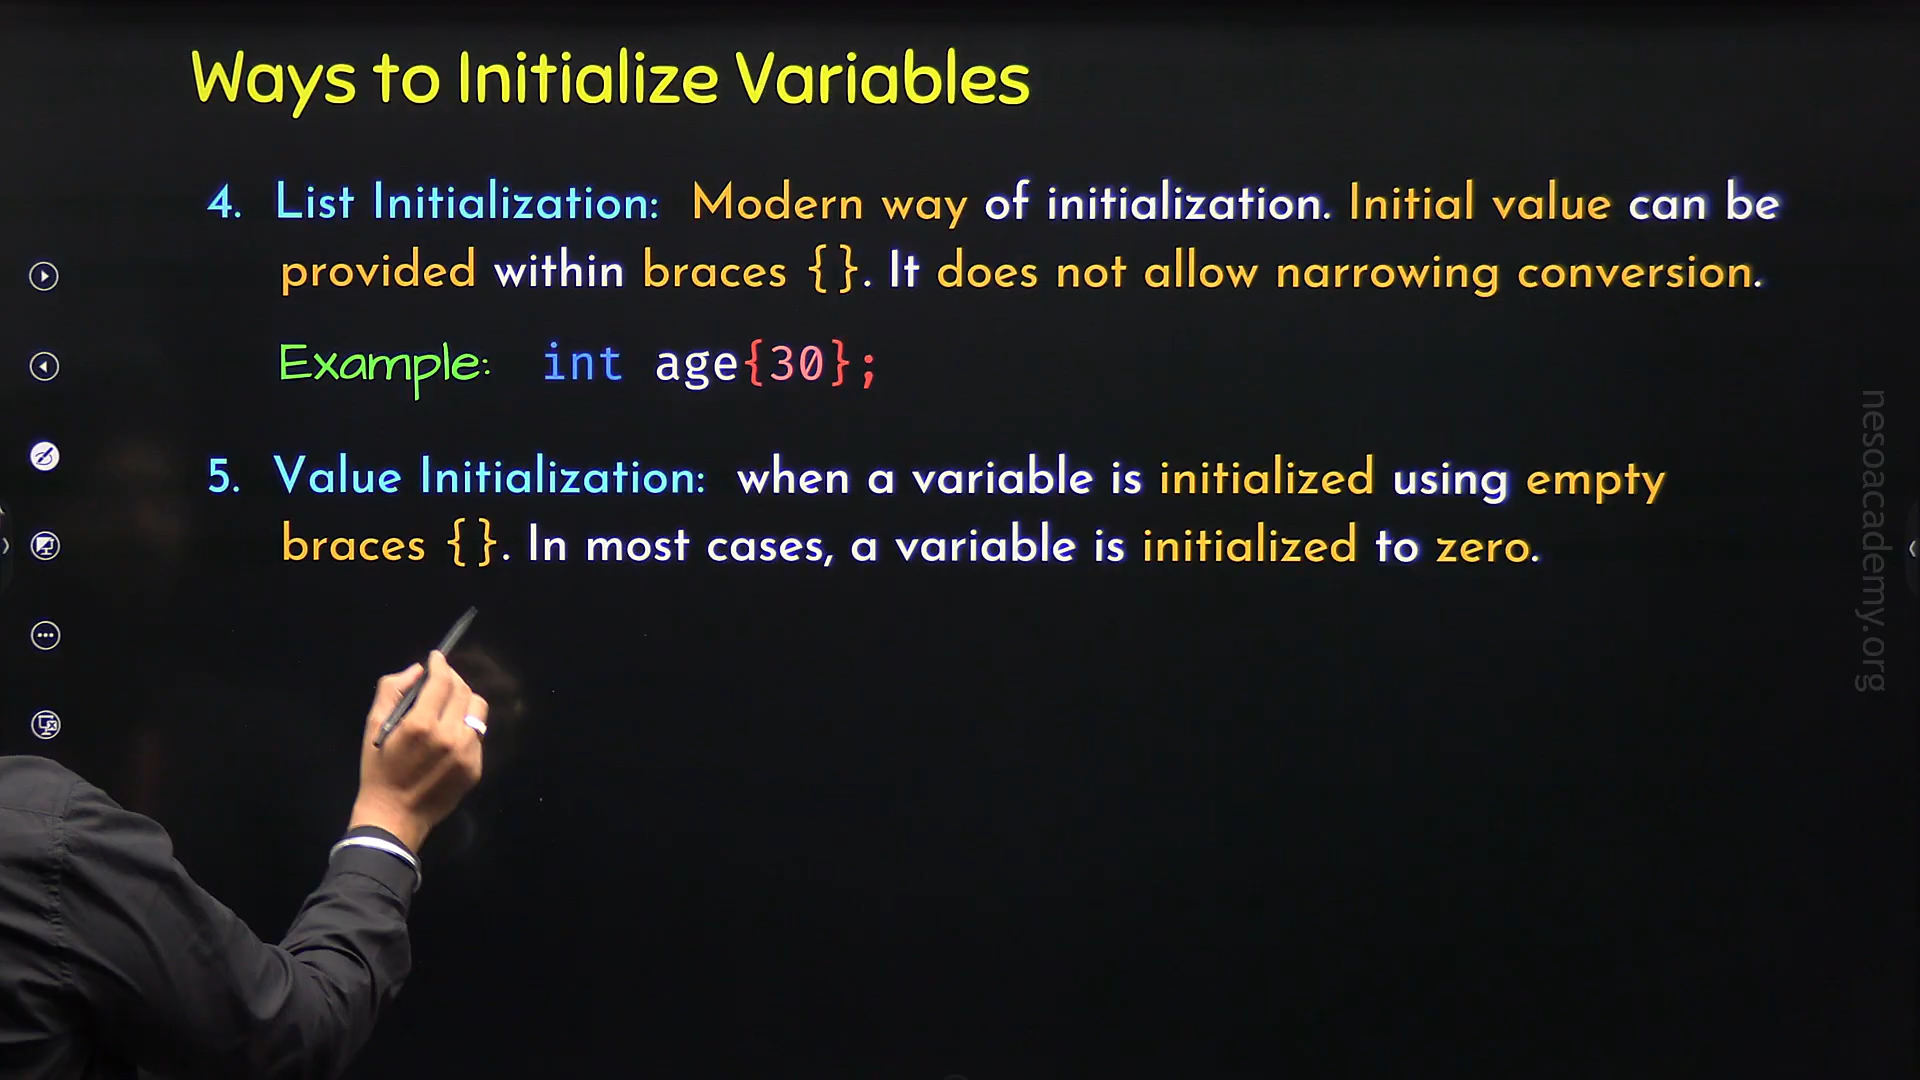 Ways to Initialize Variables
4. List Initialization: Modern way of initialization. Initial value can be
provided within braces {}. It does not allow narrowing conversion.
Example: int age{30};
5. Value Initialization: when a variable is initialized using empty
braces {}. In most cases, a variable is initialized to zero.
nesoacademy.org